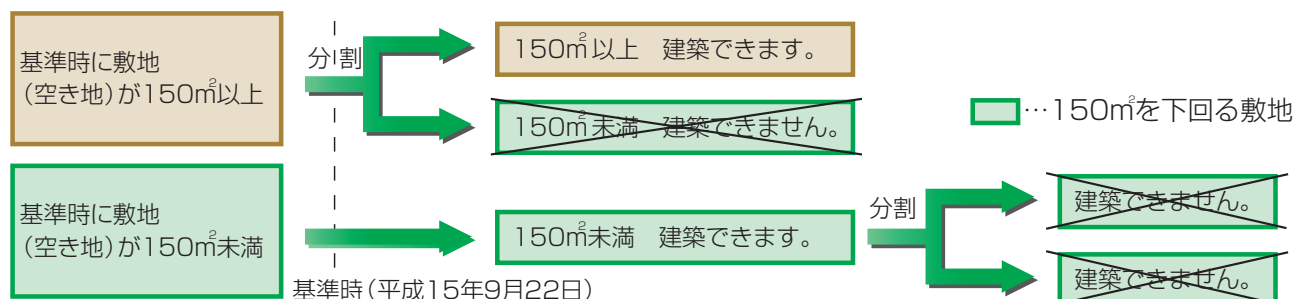 基準時に敷地
(空き地)が150㎡以上
分割
150㎡以上 建築できます。
150㎡未満 建築できません。
…150㎡を下回る敷地
基準時に敷地
(空き地)が150㎡未満
150㎡未満 建築できます。
分割
建築できません。
建築できません。
基準時(平成15年9月22日)